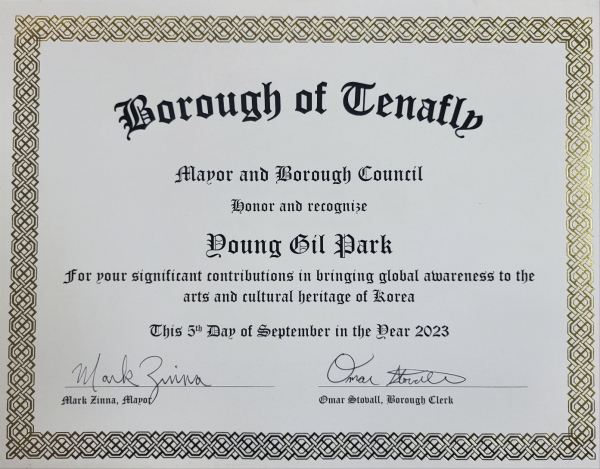 Borough of Tenafly
Mayor and Borough Council
Honor and recognize
Young Gil Park
For your significant contributions in bringing global awareness to the
arts and cultural heritage of Korea
This 5th Day of September in the Year 2023
Mark Zinna Omar Stovall
Mark Zinna, Mayor Omar Stovall, Borough Clerk